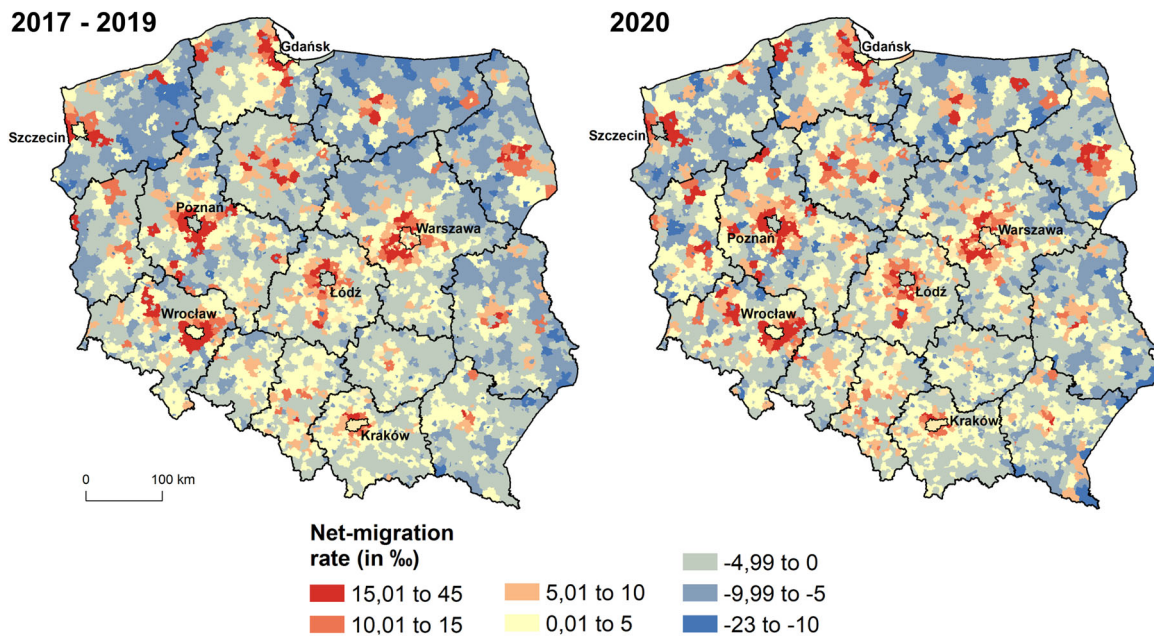 2017 - 2019
Gdańsk
Szczecin
Poznań
Warszawa
Łódź
Wrocław
Kraków
0 100 km
2020
Gdańsk
Szczecin
Poznań
Warszawa
Łódź
Wrocław
Kraków
Net-migration
rate (in ‰)
15,01 to 45
10,01 to 15
5,01 to 10
0,01 to 5
-4,99 to 0
-9,99 to -5
-23 to -10